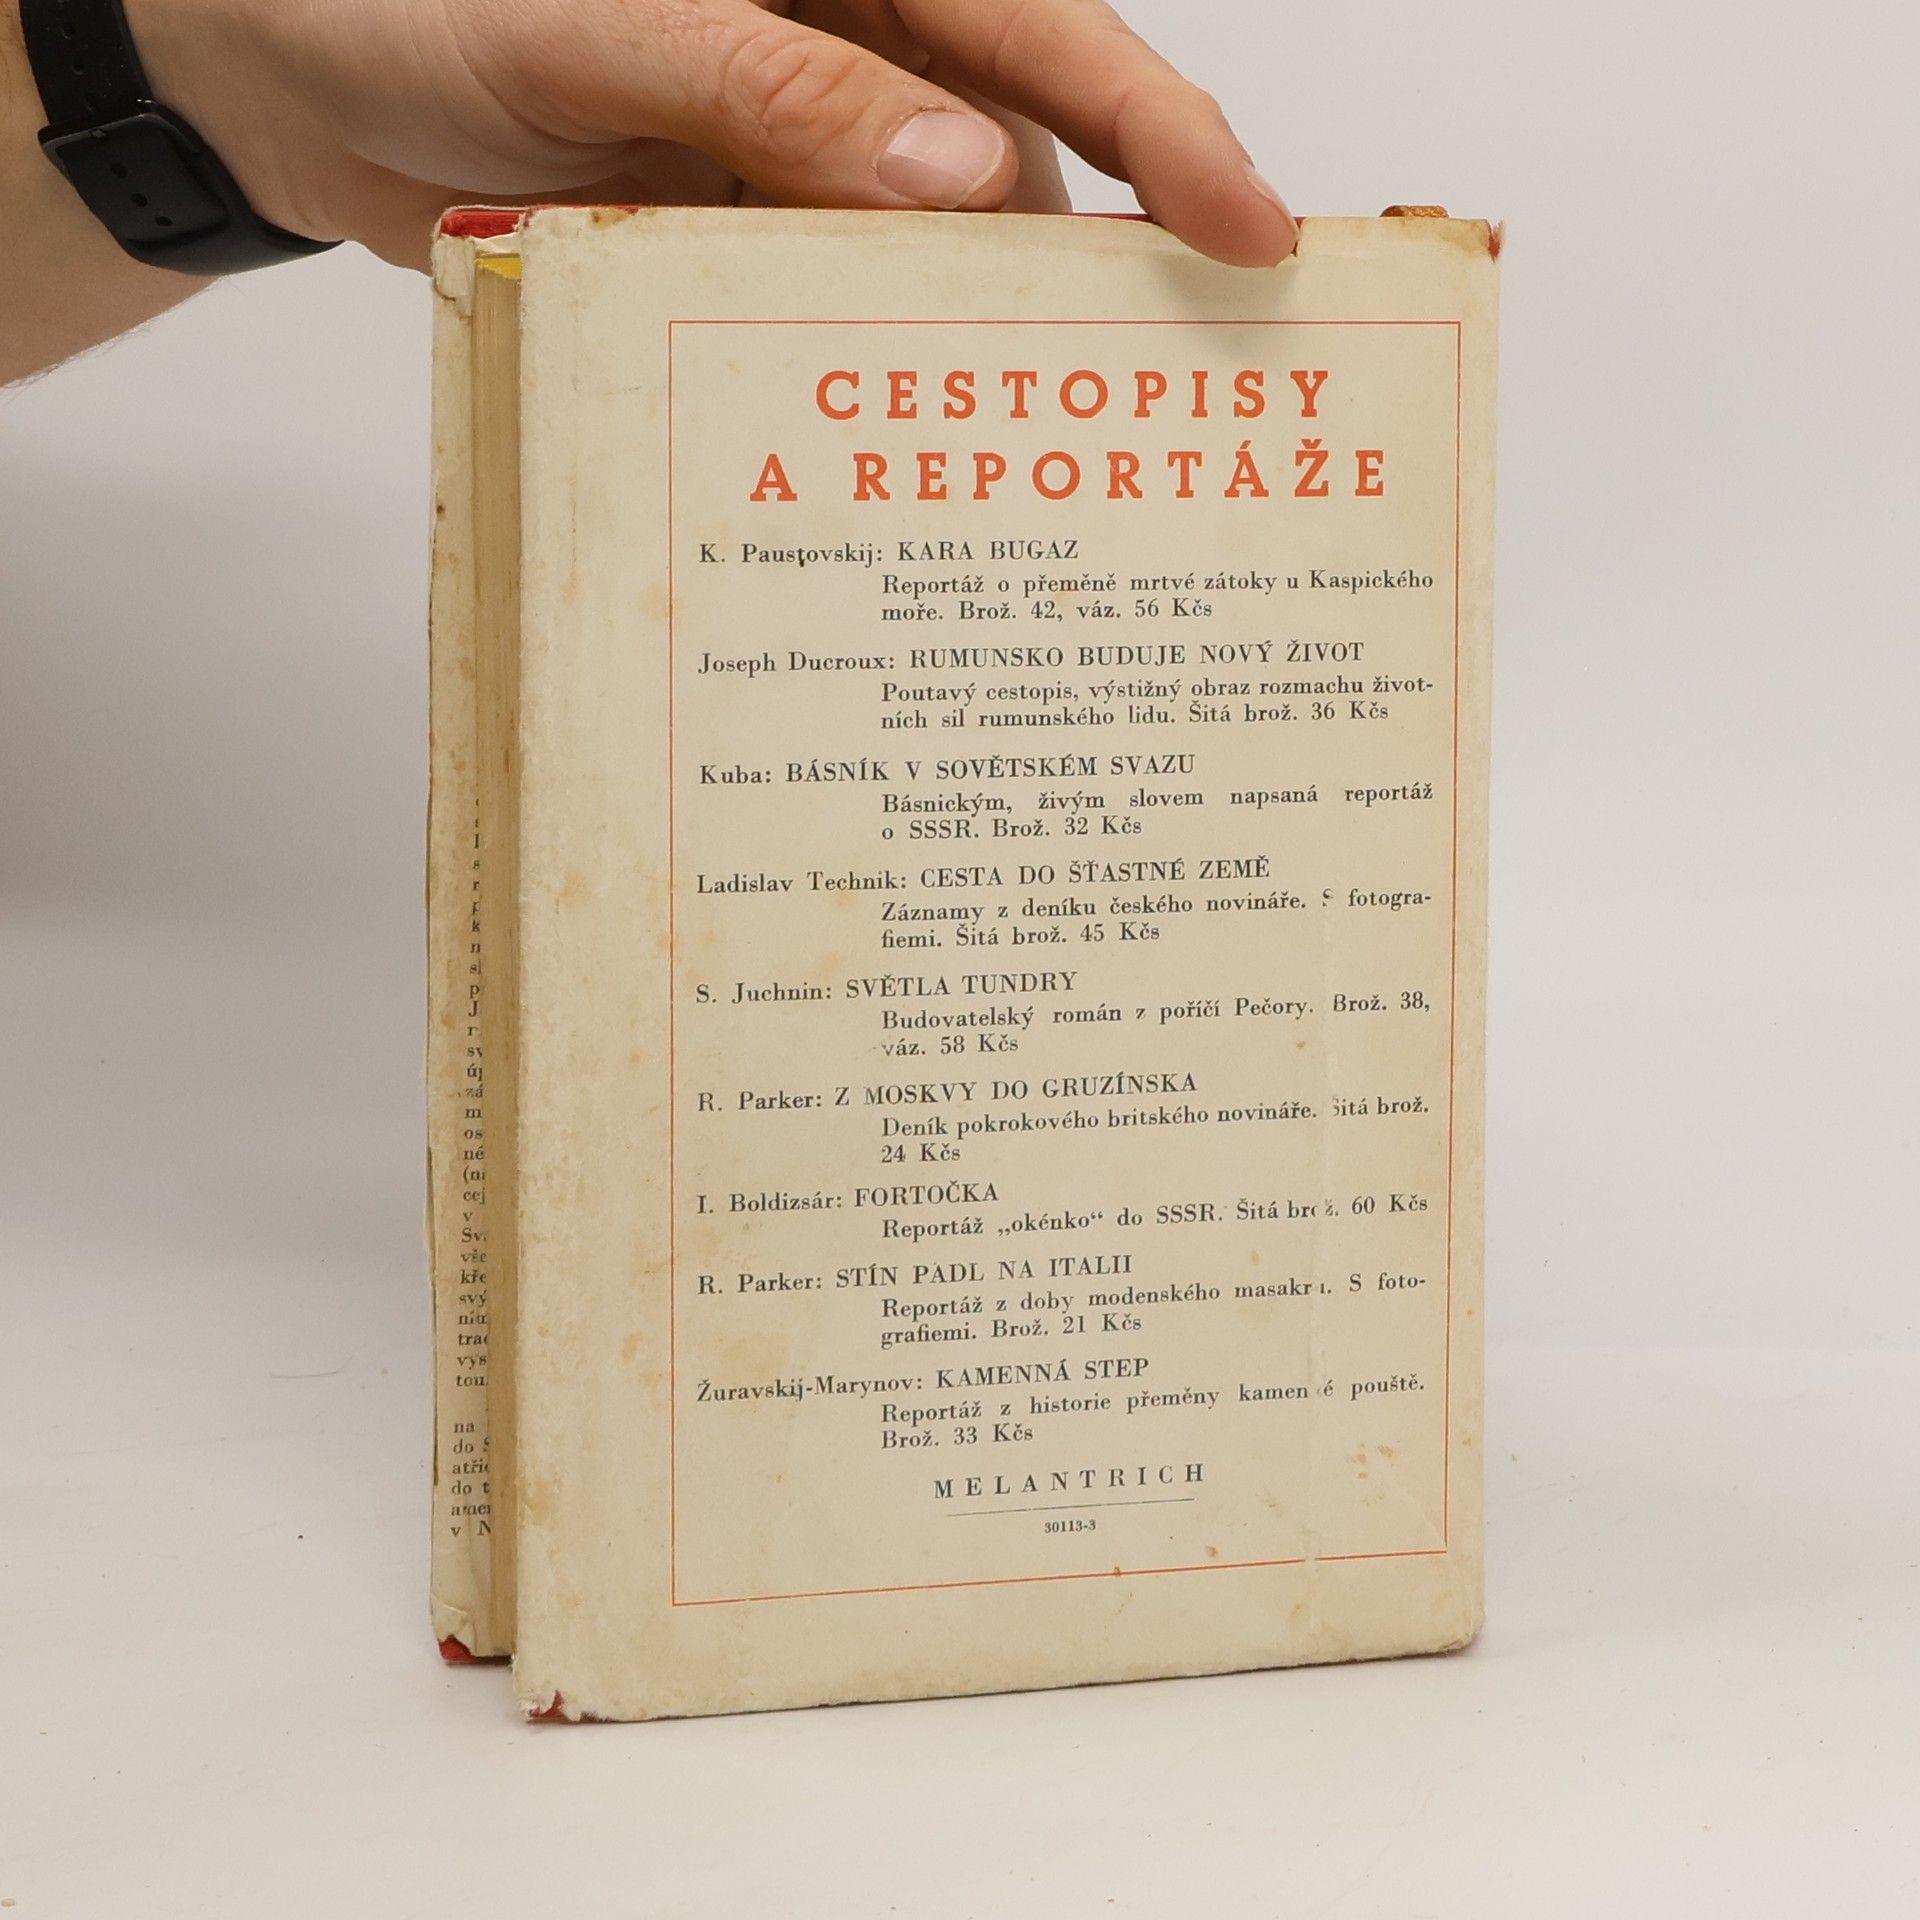 CESTOPISY
A REPORTÁŽE
K. Paustovskij: KARA BUGAZ
Reportáž o přeměně mrtvé zátoky u Kaspického
moře. Brož. 42, váz. 56 Kčs
Joseph Ducroux: RUMUNSKO BUDUJE NOVÝ ŽIVOT
Poutavý cestopis, výstižný obraz rozmachu život-
ních sil rumunského lidu. Šitá brož. 36 Kčs
Kuba: BÁSNÍK V SOVĚTSKÉM SVAZU
Básnickým, živým slovem napsaná reportáž
o SSSR. Brož. 32 Kčs
Ladislav Technik: CESTA DO ŠŤASTNÉ ZEMĚ
Záznamy z deníku českého novináře. S fotogra-
fiemi. Šitá brož. 45 Kčs
S. Juchnin: SVĚTLA TUNDRY
Budovatelský román z poříčí Pečory. Brož. 38,
váz. 58 Kčs
R. Parker: Z MOSKVY DO GRUZÍNSKA
Deník pokrokového britského novináře. Šitá brož.
24 Kčs
I. Boldizsár: FORTOČKA
Reportáž „okénko“ do SSSR. Šitá brož. 60 Kčs
R. Parker: STÍN PADL NA ITALII
Reportáž z doby modenského masakru. S foto-
grafiemi. Brož. 21 Kčs
Žuravskij-Marynov: KAMENNÁ STEP
Reportáž z historie přeměny kamenné pouště.
Brož. 33 Kčs
MELANTRICH
30113-3